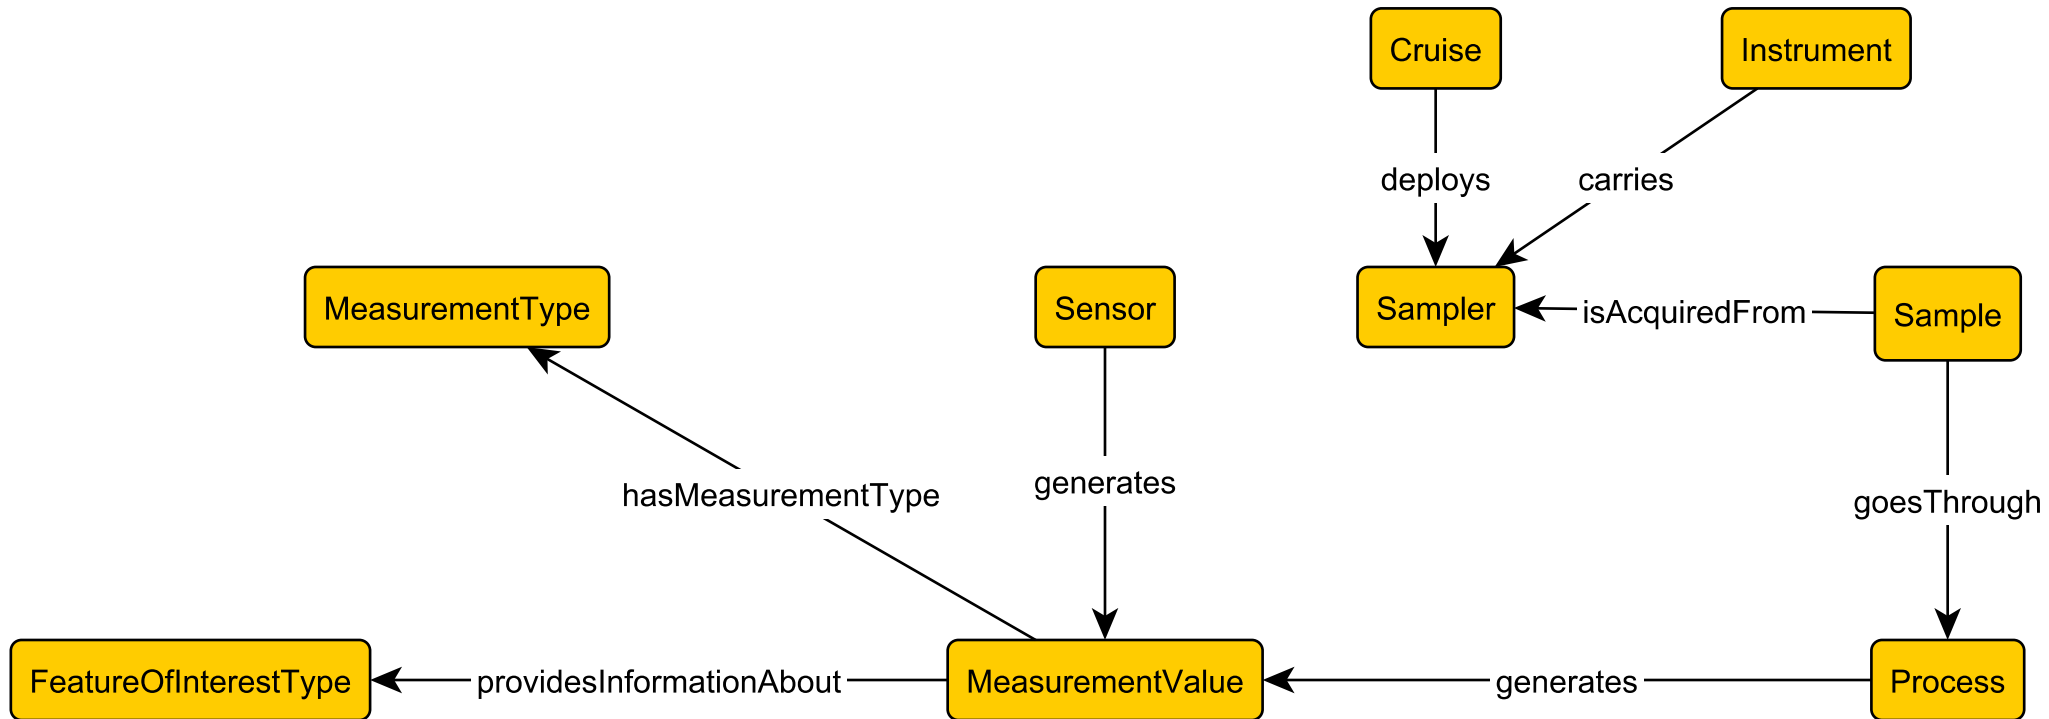 Cruise
Instrument
deploys
carries
MeasurementType
Sensor
Sampler
isAcquiredFrom
Sample
hasMeasurementType
generates
goesThrough
FeatureOfInterestType
providesInformationAbout
MeasurementValue
generates
Process